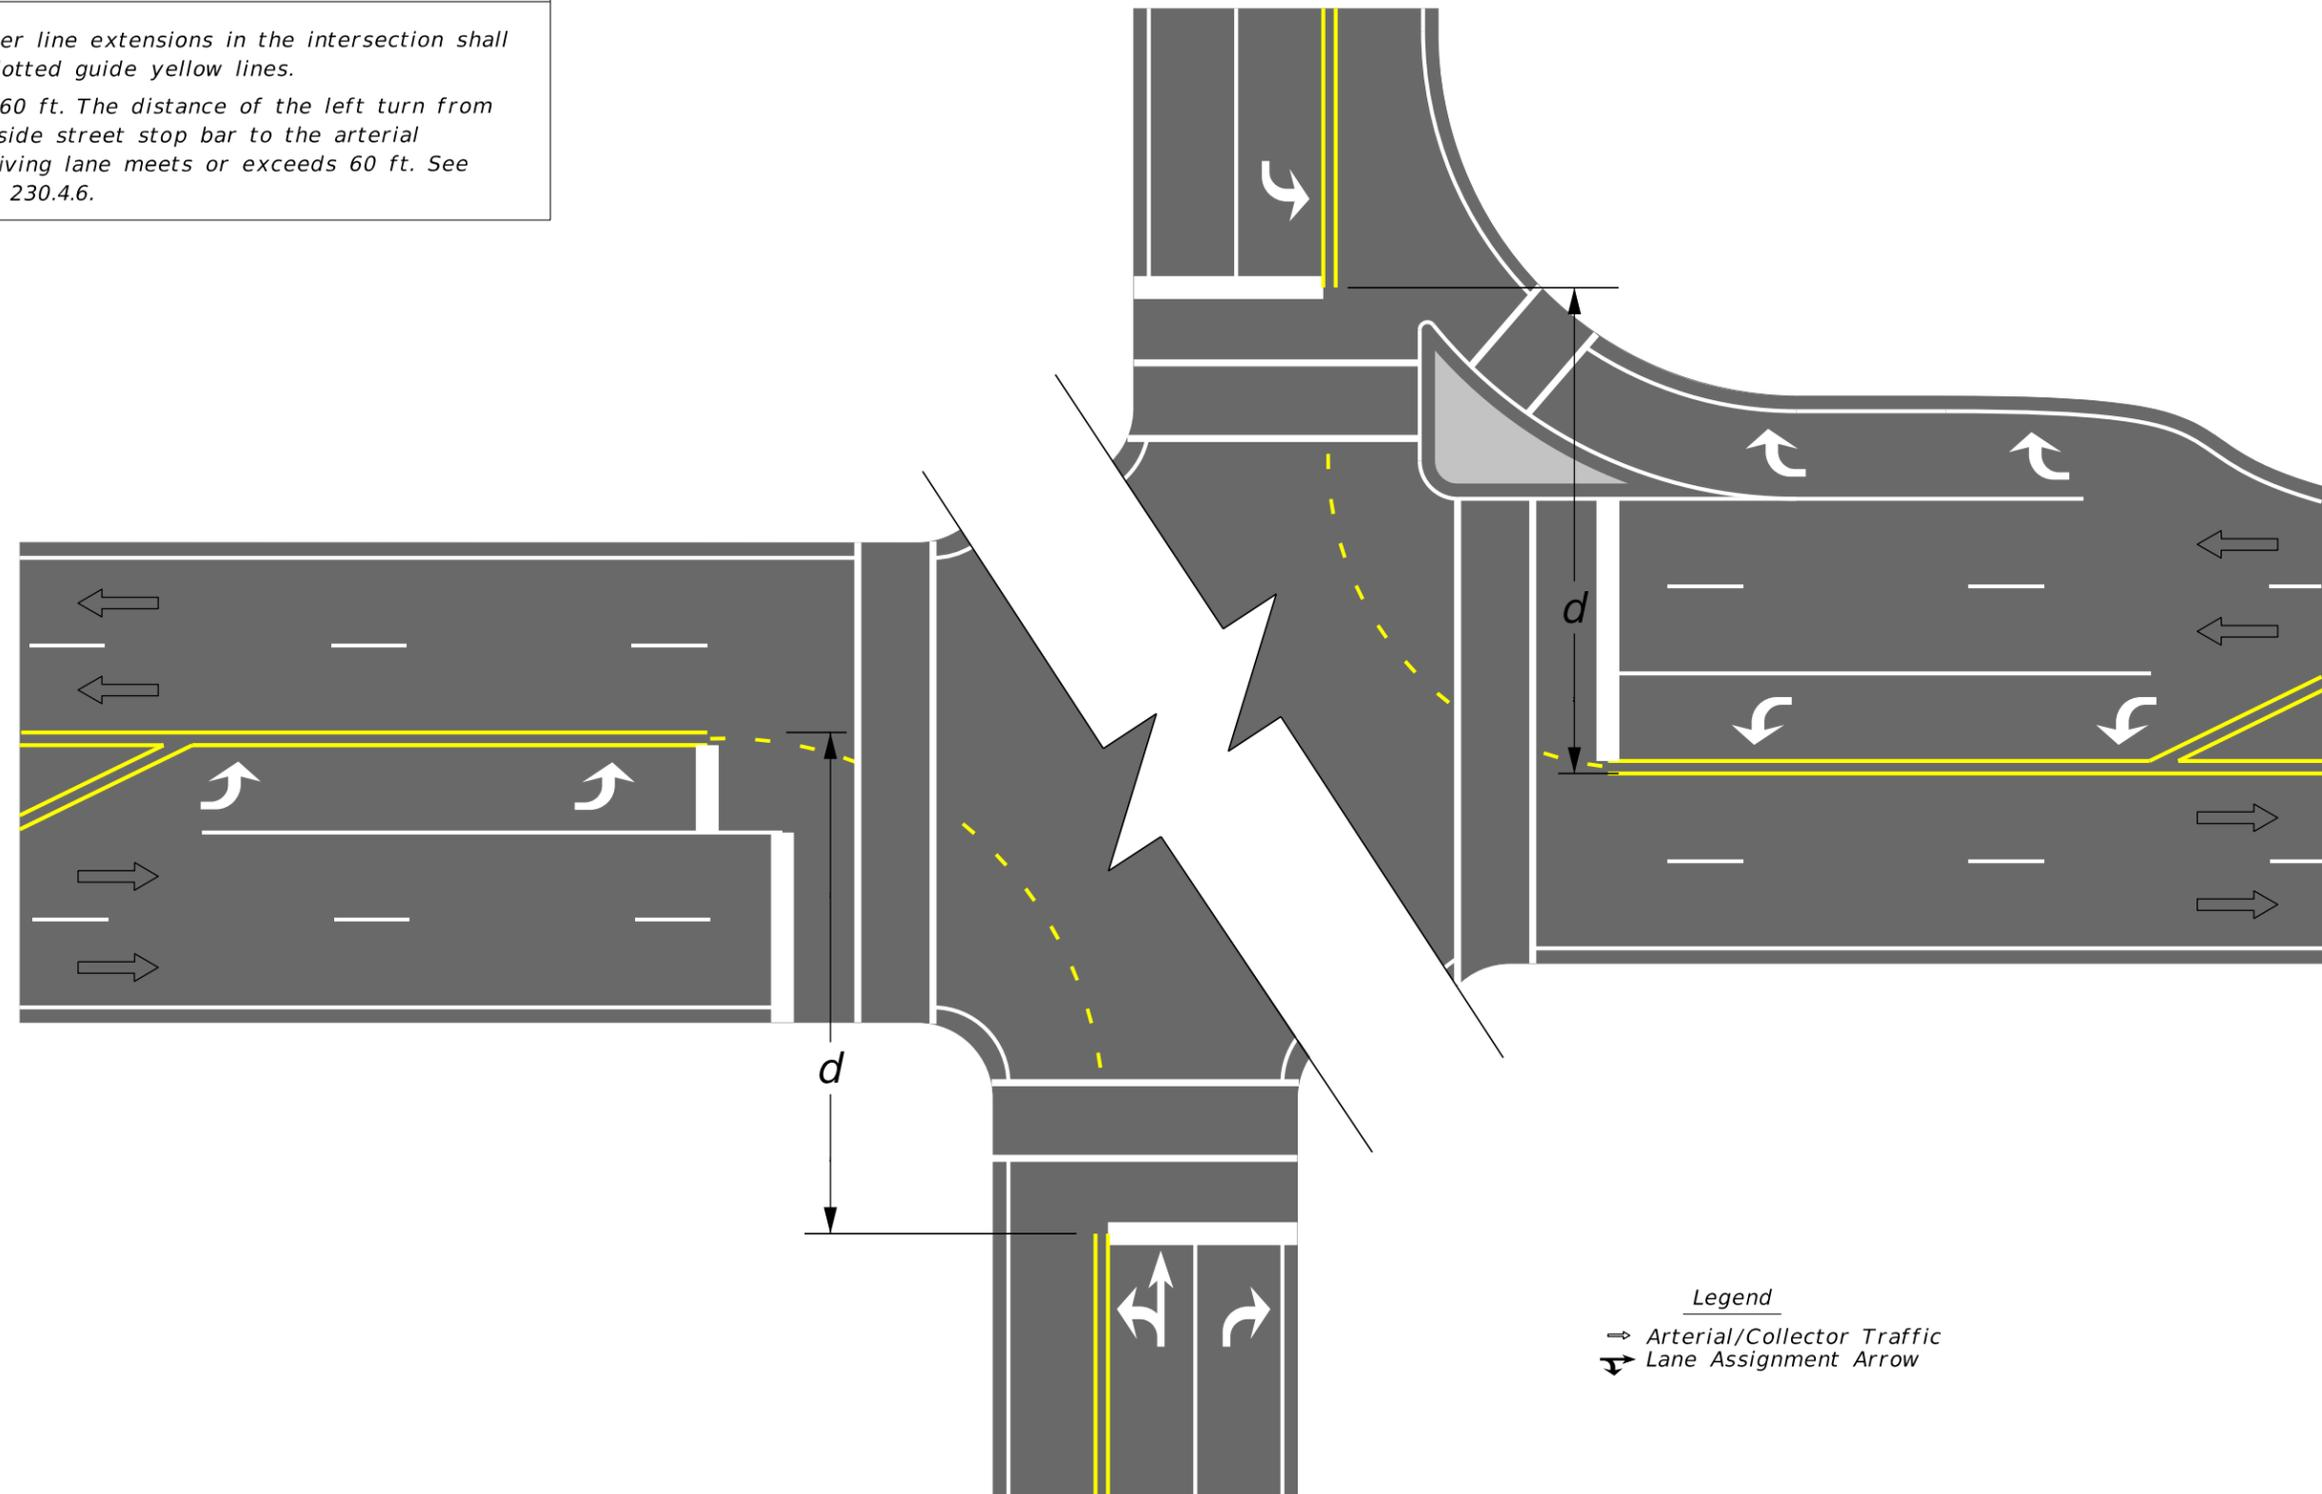 er line extensions in the intersection shall
otted guide yellow lines.
60 ft. The distance of the left turn from
side street stop bar to the arterial
iving lane meets or exceeds 60 ft. See
230.4.6.
d
d
Legend
Arterial/Collector Traffic
Lane Assignment Arrow